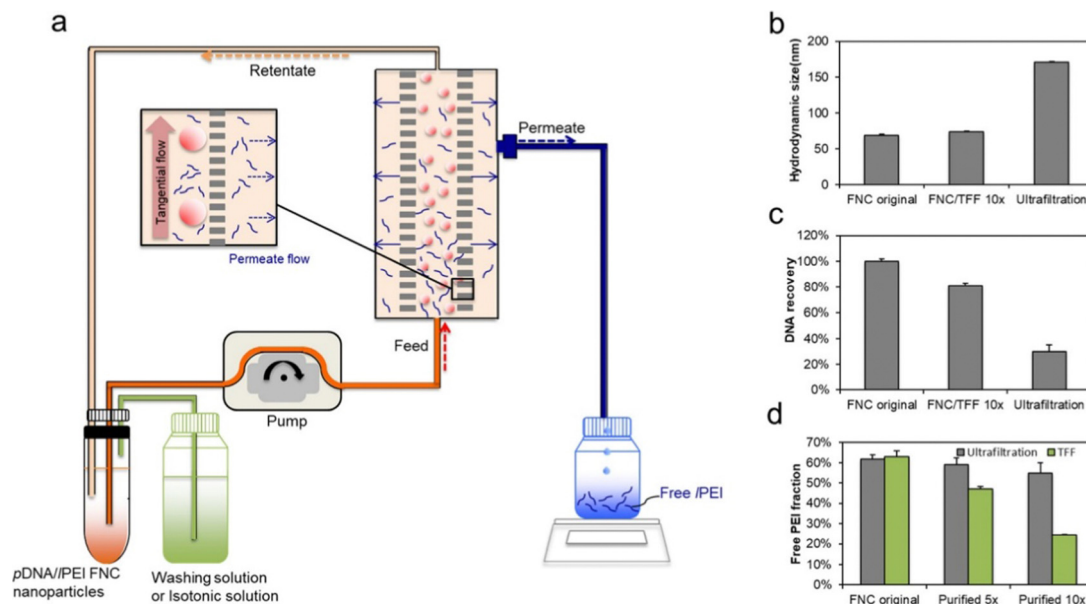 a
Retentate
Tangential flow
Permeate flow
Permeate
Feed
Pump
Free lPEI
pDNA/lPEI FNC
nanoparticles
Washing solution
or Isotonic solution
b
Hydrodynamic size(nm)
200
150
100
50
0
FNC original FNC/TFF 10x Ultrafiltration
c
DNA recovery
120%
100%
80%
60%
40%
20%
0%
FNC original FNC/TFF 10x Ultrafiltration
d
Free PEI fraction
70%
60%
50%
40%
30%
20%
10%
0%
Ultrafiltration TFF
FNC original Purified 5x Purified 10x